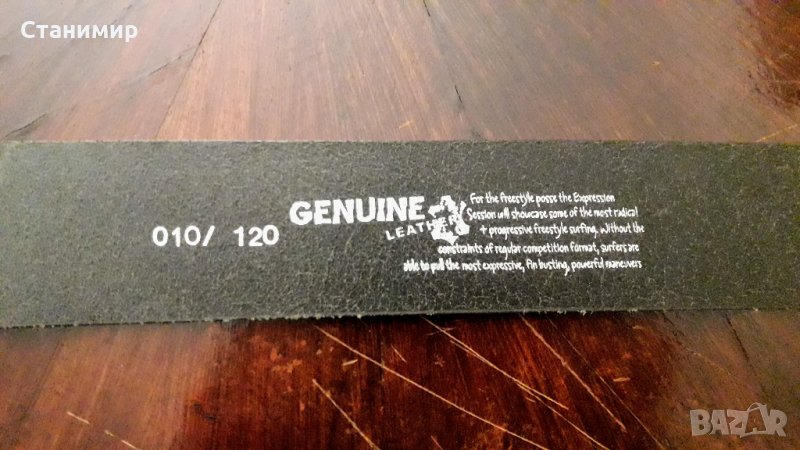 Станимир
010/ 120
GENUINE
LEATHER
For the freestyle posse the Expression
Session will showcase some of the most radical
+ progressive freestyle surfing. Without the
constraints of regular competition format, surfers are
able to pull the most expressive, fin busting, powerful maneuvers
BAZAR